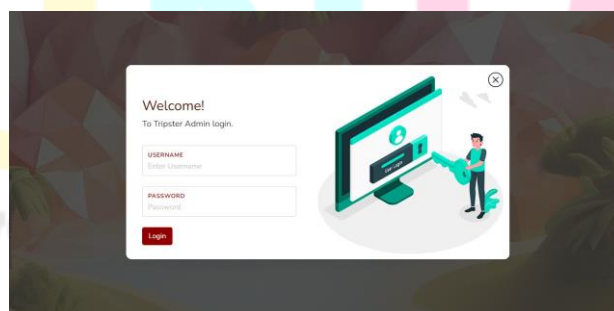 Welcome!
To Tripster Admin login.
USERNAME
Enter Username
PASSWORD
Password
Login